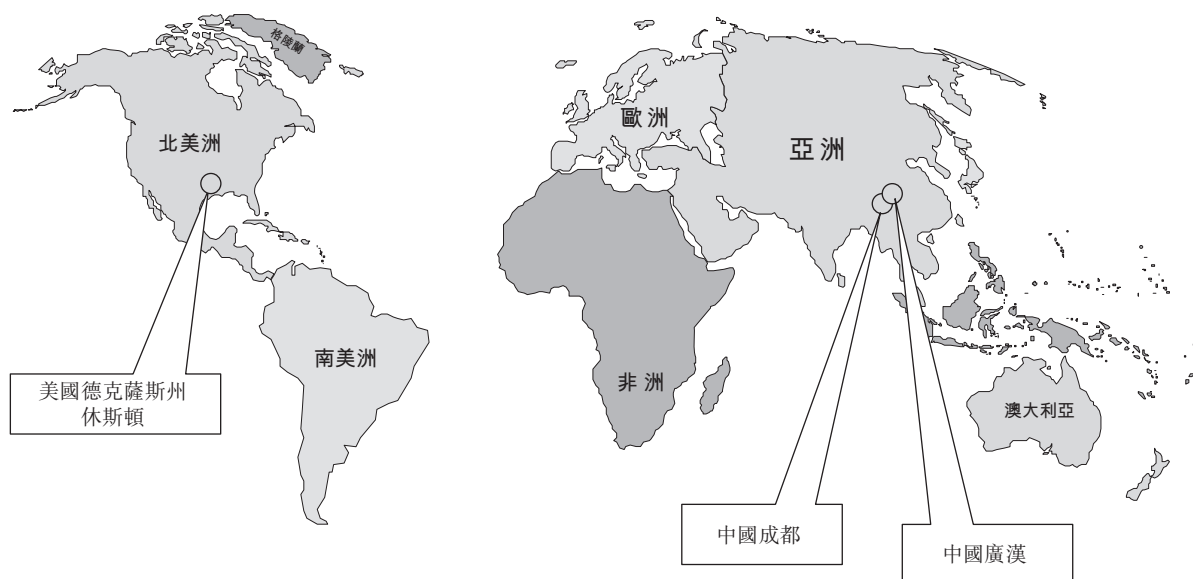 格陵蘭
北美洲
歐洲
亞洲
南美洲
非洲
澳大利亞
美國德克薩斯州
休斯頓
中國成都
中國廣漢